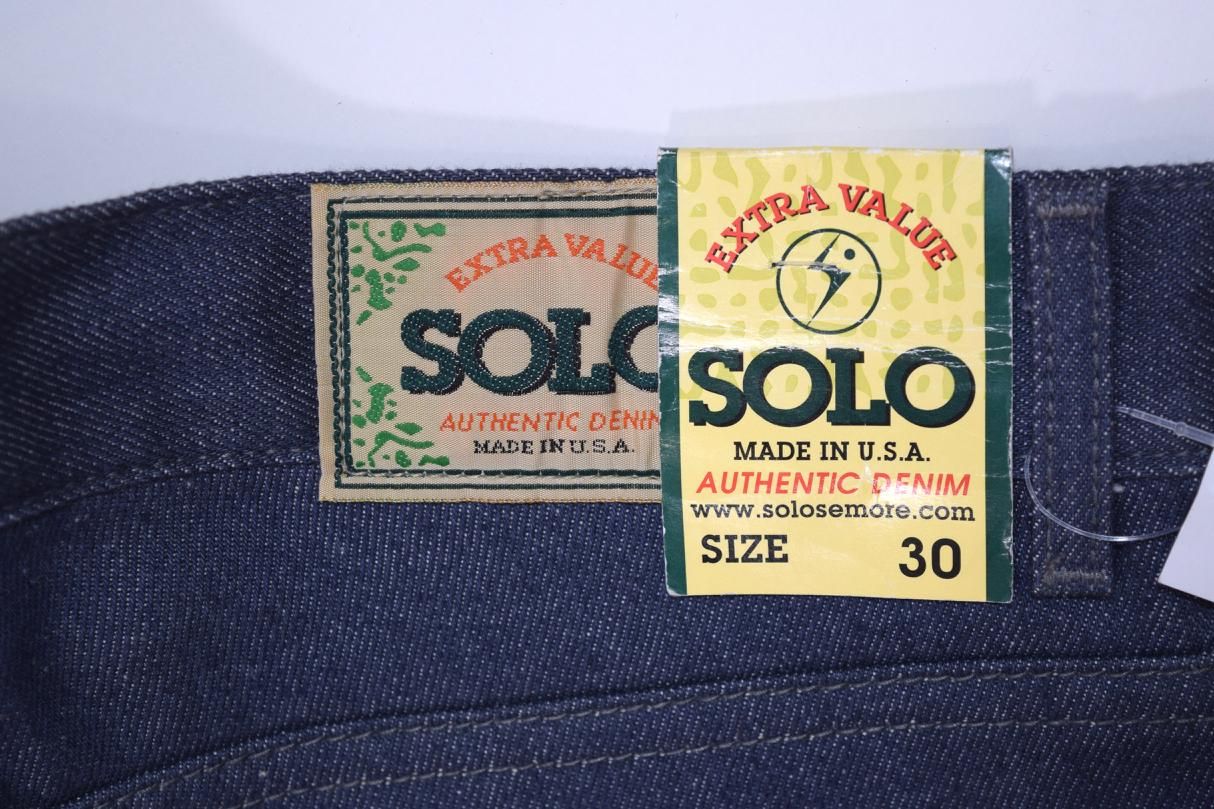 EXTRA VALUE
SOLO
AUTHENTIC DENIM
MADE IN U.S.A.
EXTRA VALUE
SOLO
MADE IN U.S.A.
AUTHENTIC DENIM
www.solosemore.com
SIZE 30